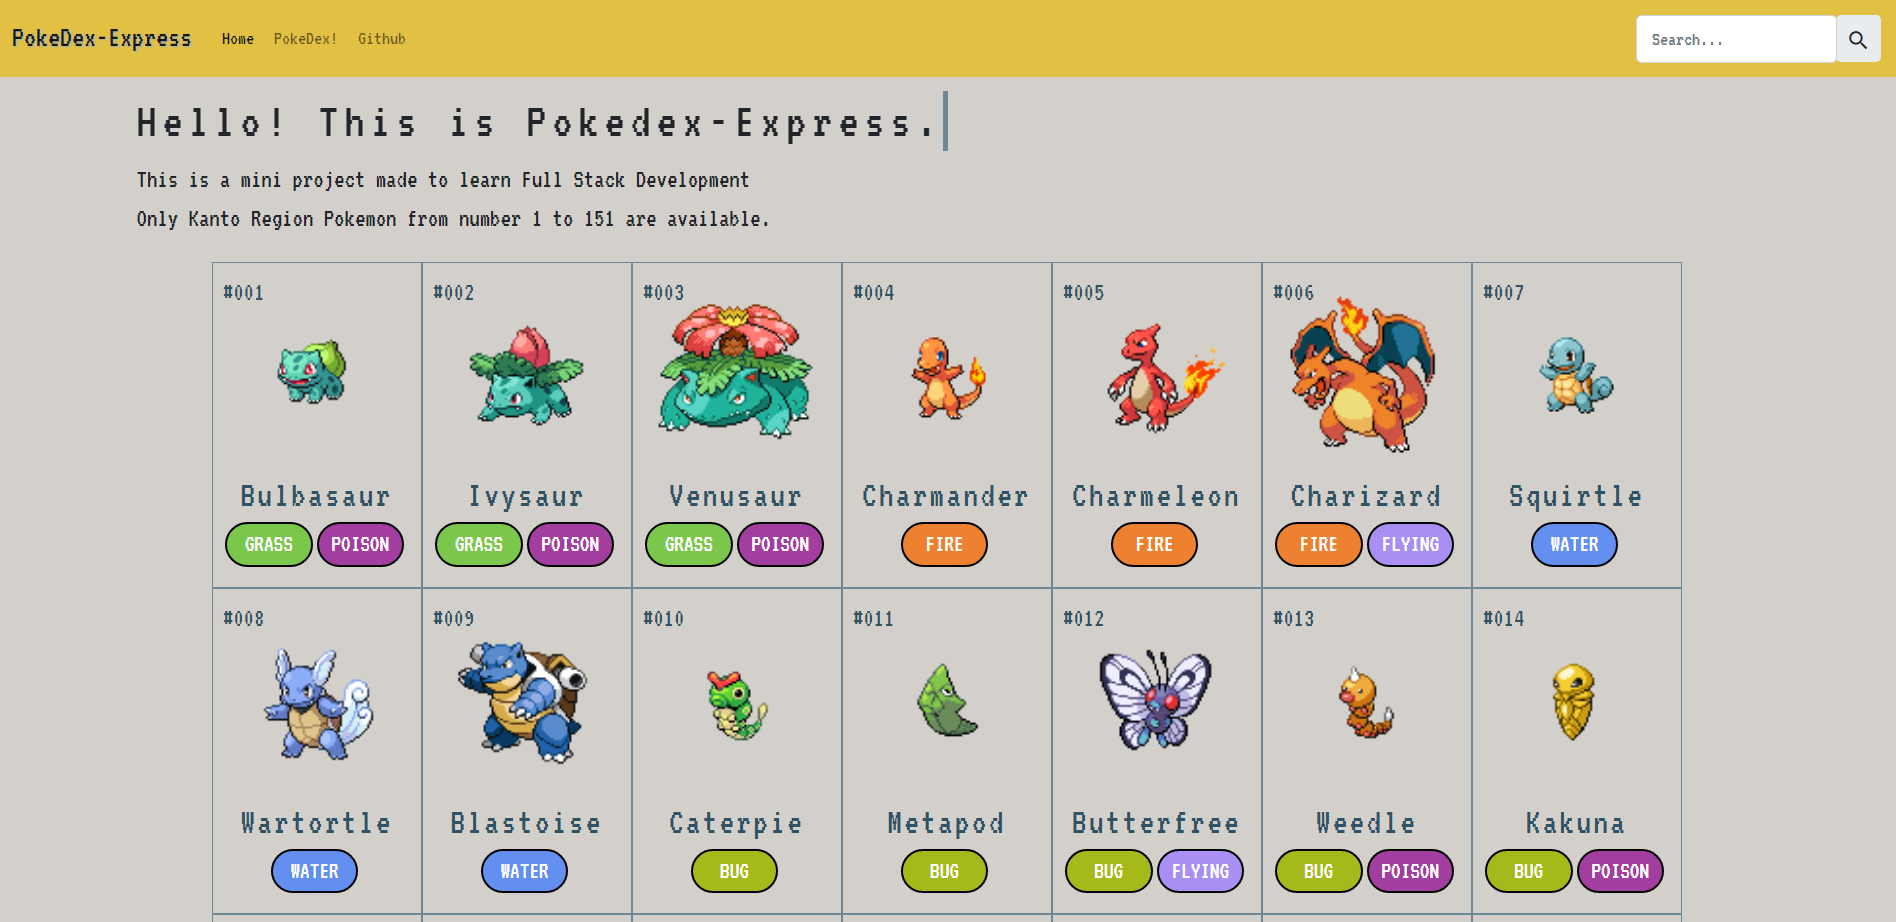 PokeDex-Express Home PokeDex! Github Search...
Hello! This is Pokedex-Express.
This is a mini project made to learn Full Stack Development
Only Kanto Region Pokemon from number 1 to 151 are available.
#001 #002 #003 #004 #005 #006 #007
Bulbasaur Ivysaur Venusaur Charmander Charmeleon Charizard Squirtle
GRASS POISON GRASS POISON GRASS POISON FIRE FIRE FIRE FLYING WATER
#008 #009 #010 #011 #012 #013 #014
Wartortle Blastoise Caterpie Metapod Butterfree Weedle Kakuna
WATER WATER BUG BUG BUG FLYING BUG POISON BUG POISON